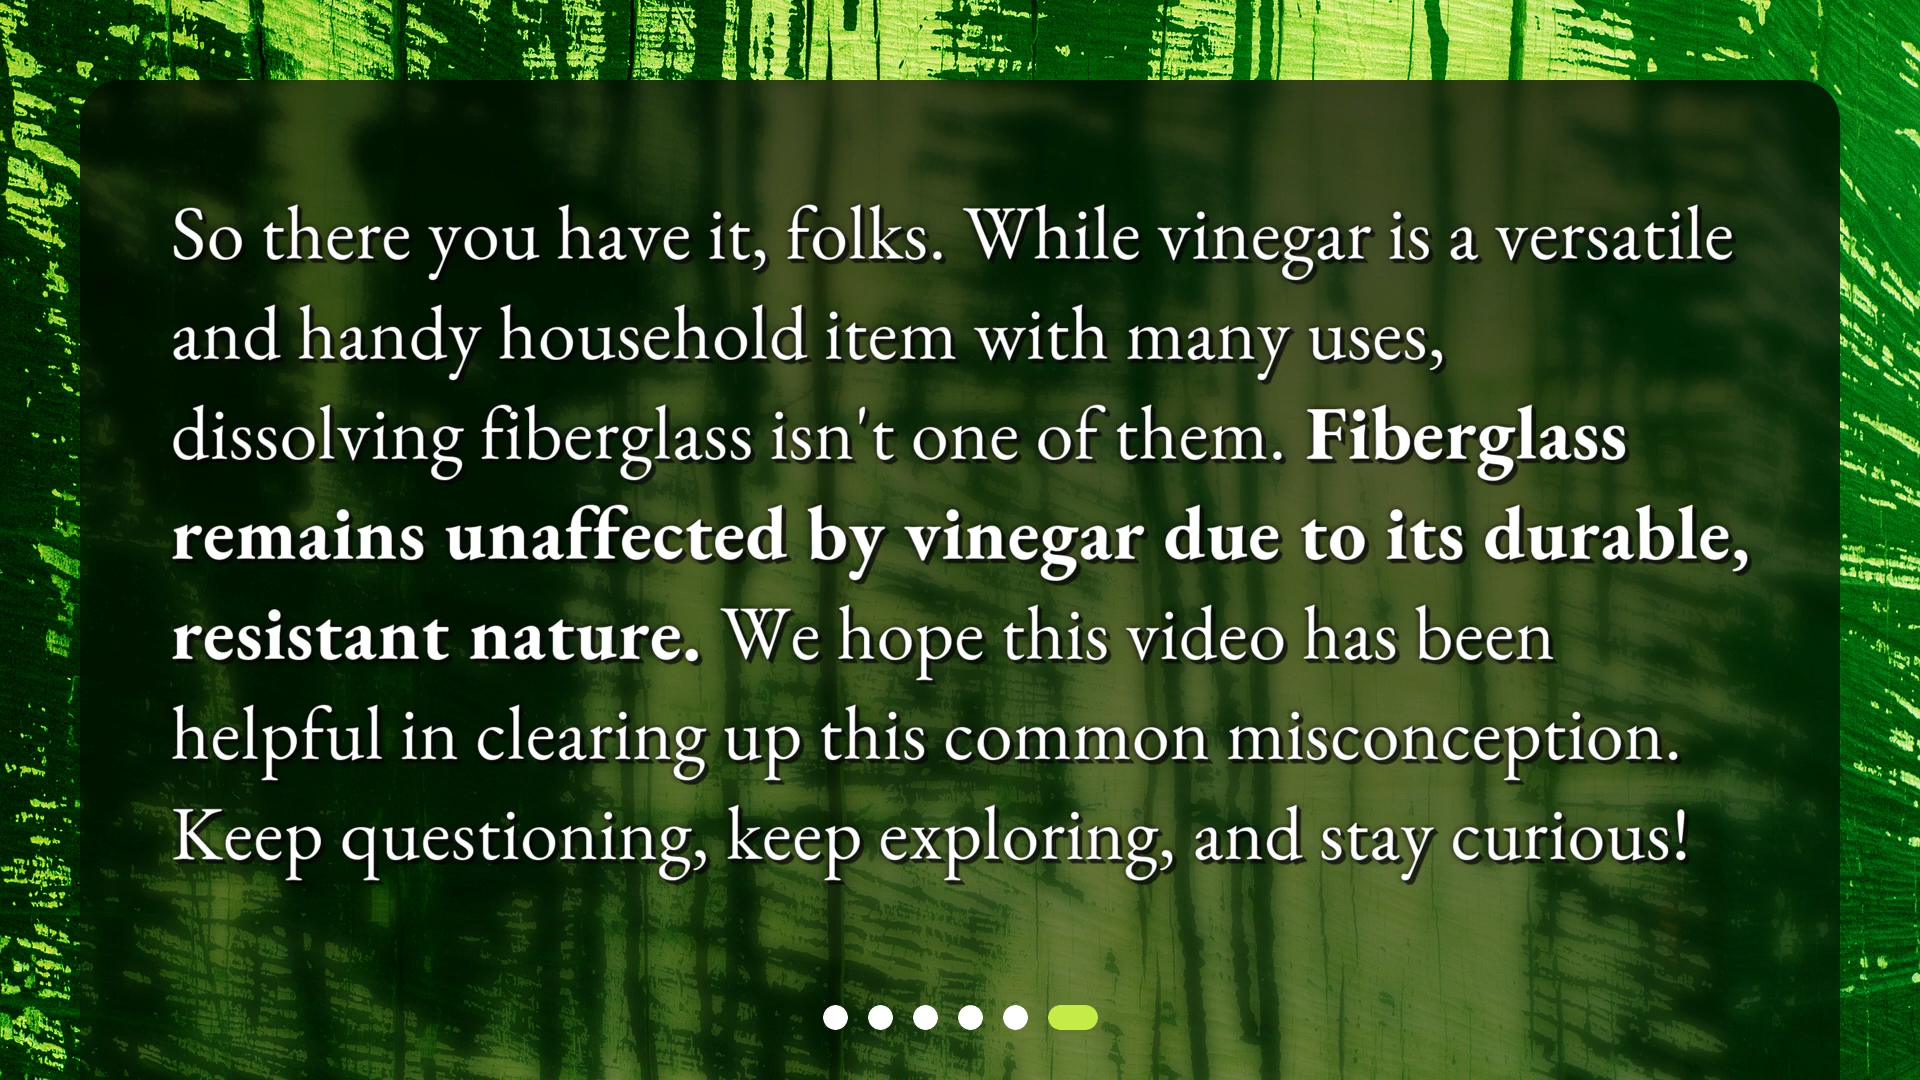 So there you have it, folks. While vinegar is a versatile
and handy household item with many uses,
dissolving fiberglass isn't one of them. Fiberglass
remains unaffected by vinegar due to its durable,
resistant nature. We hope this video has been
helpful in clearing up this common misconception.
Keep questioning, keep exploring, and stay curious!